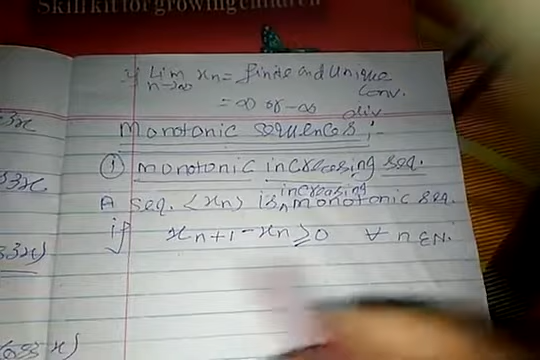 Skill kit for growing children
if Lim xn = finite and unique
n→∞ conv.
= ∞ or -∞ div.
Monotonic sequences :-
① monotonic increasing seq.
A seq. <xn> is increasing monotonic seq.
if xn+1 - xn ≥ 0 ∀ n ∈ N.